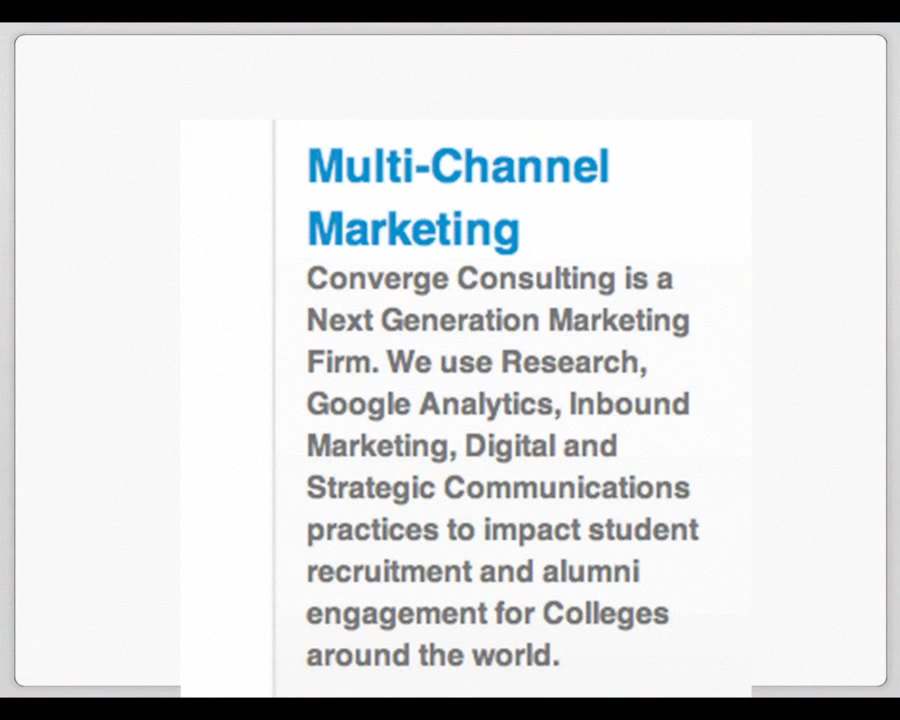 Multi-Channel
Marketing
Converge Consulting is a
Next Generation Marketing
Firm. We use Research,
Google Analytics, Inbound
Marketing, Digital and
Strategic Communications
practices to impact student
recruitment and alumni
engagement for Colleges
around the world.